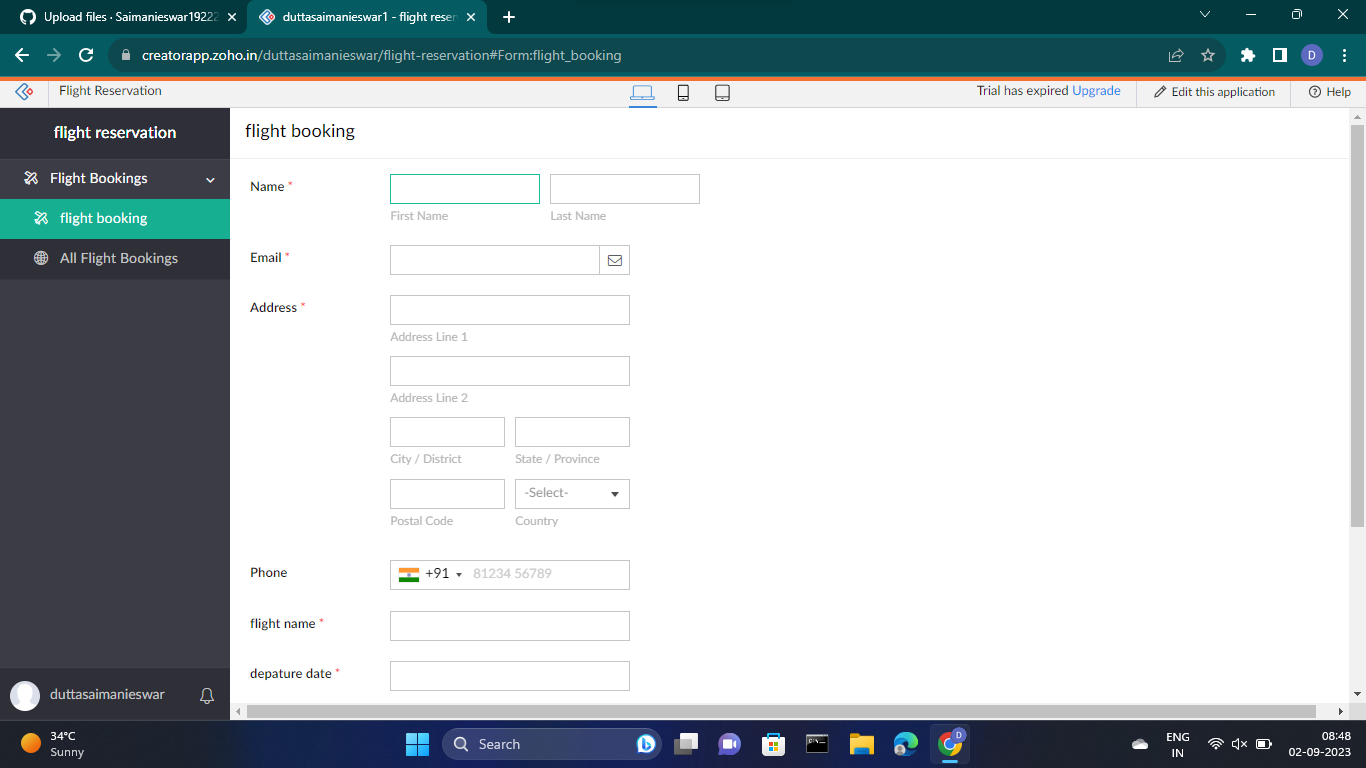 Upload files · Saimanieswar19222
duttasaimanieswar1 - flight reser
creatorapp.zoho.in/duttasaimanieswar/flight-reservation#Form:flight_booking
D
Flight Reservation
Trial has expired Upgrade
Edit this application
Help
flight reservation
flight booking
Flight Bookings
flight booking
All Flight Bookings
Name *
First Name
Last Name
Email *
Address *
Address Line 1
Address Line 2
City / District
State / Province
-Select-
Postal Code
Country
Phone
+91
81234 56789
flight name *
depature date *
duttasaimanieswar
34°C
Sunny
Search
D
ENG
IN
08:48
02-09-2023